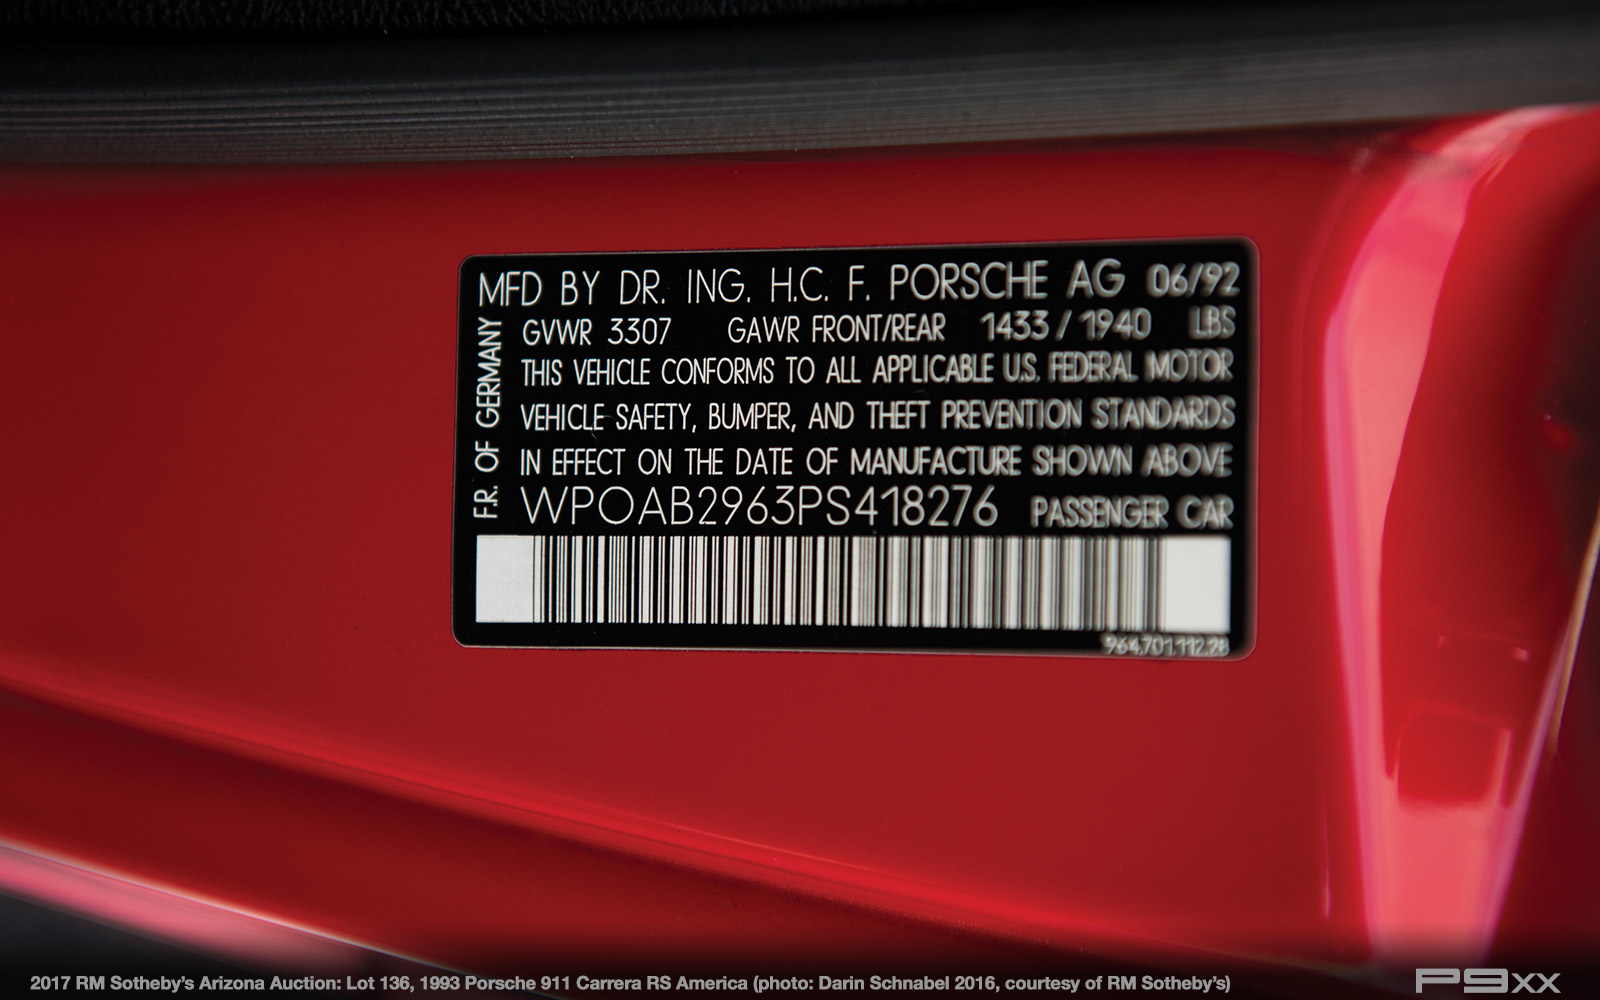 MFD BY DR. ING. H.C. F. PORSCHE AG 06/92
GVWR 3307 GAWR FRONT/REAR 1433 / 1940 LBS
THIS VEHICLE CONFORMS TO ALL APPLICABLE U.S. FEDERAL MOTOR
VEHICLE SAFETY, BUMPER, AND THEFT PREVENTION STANDARDS
IN EFFECT ON THE DATE OF MANUFACTURE SHOWN ABOVE
WPOAB2963PS418276 PASSENGER CAR
F.R. OF GERMANY
964.701.112.28
2017 RM Sotheby's Arizona Auction: Lot 136, 1993 Porsche 911 Carrera RS America (photo: Darin Schnabel 2016, courtesy of RM Sotheby's)
P9xx